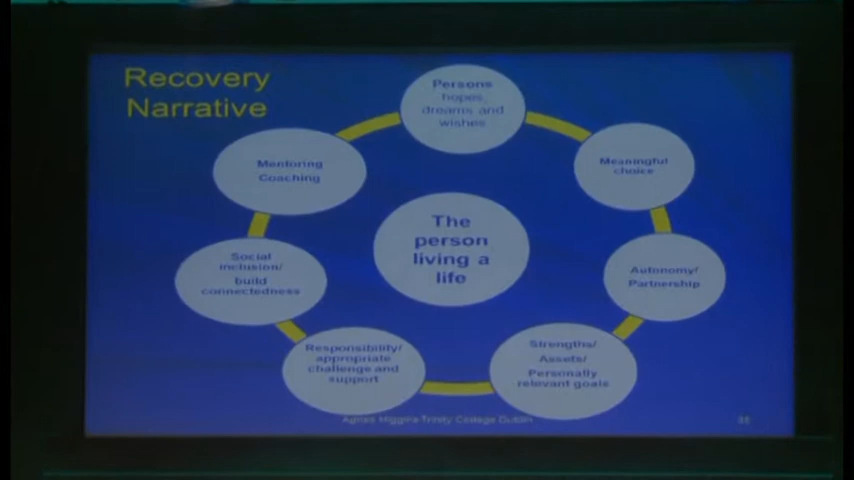 Recovery
Narrative
Persons
hopes,
dreams and
wishes
Meaningful
choice
Autonomy/
Partnership
Strengths/
Assets/
Personally
relevant goals
Responsibility/
appropriate
challenge and
support
Social
inclusion/
build
connectedness
Mentoring
Coaching
The
person
living a
life
Agnes Higgins Trinity College Dublin